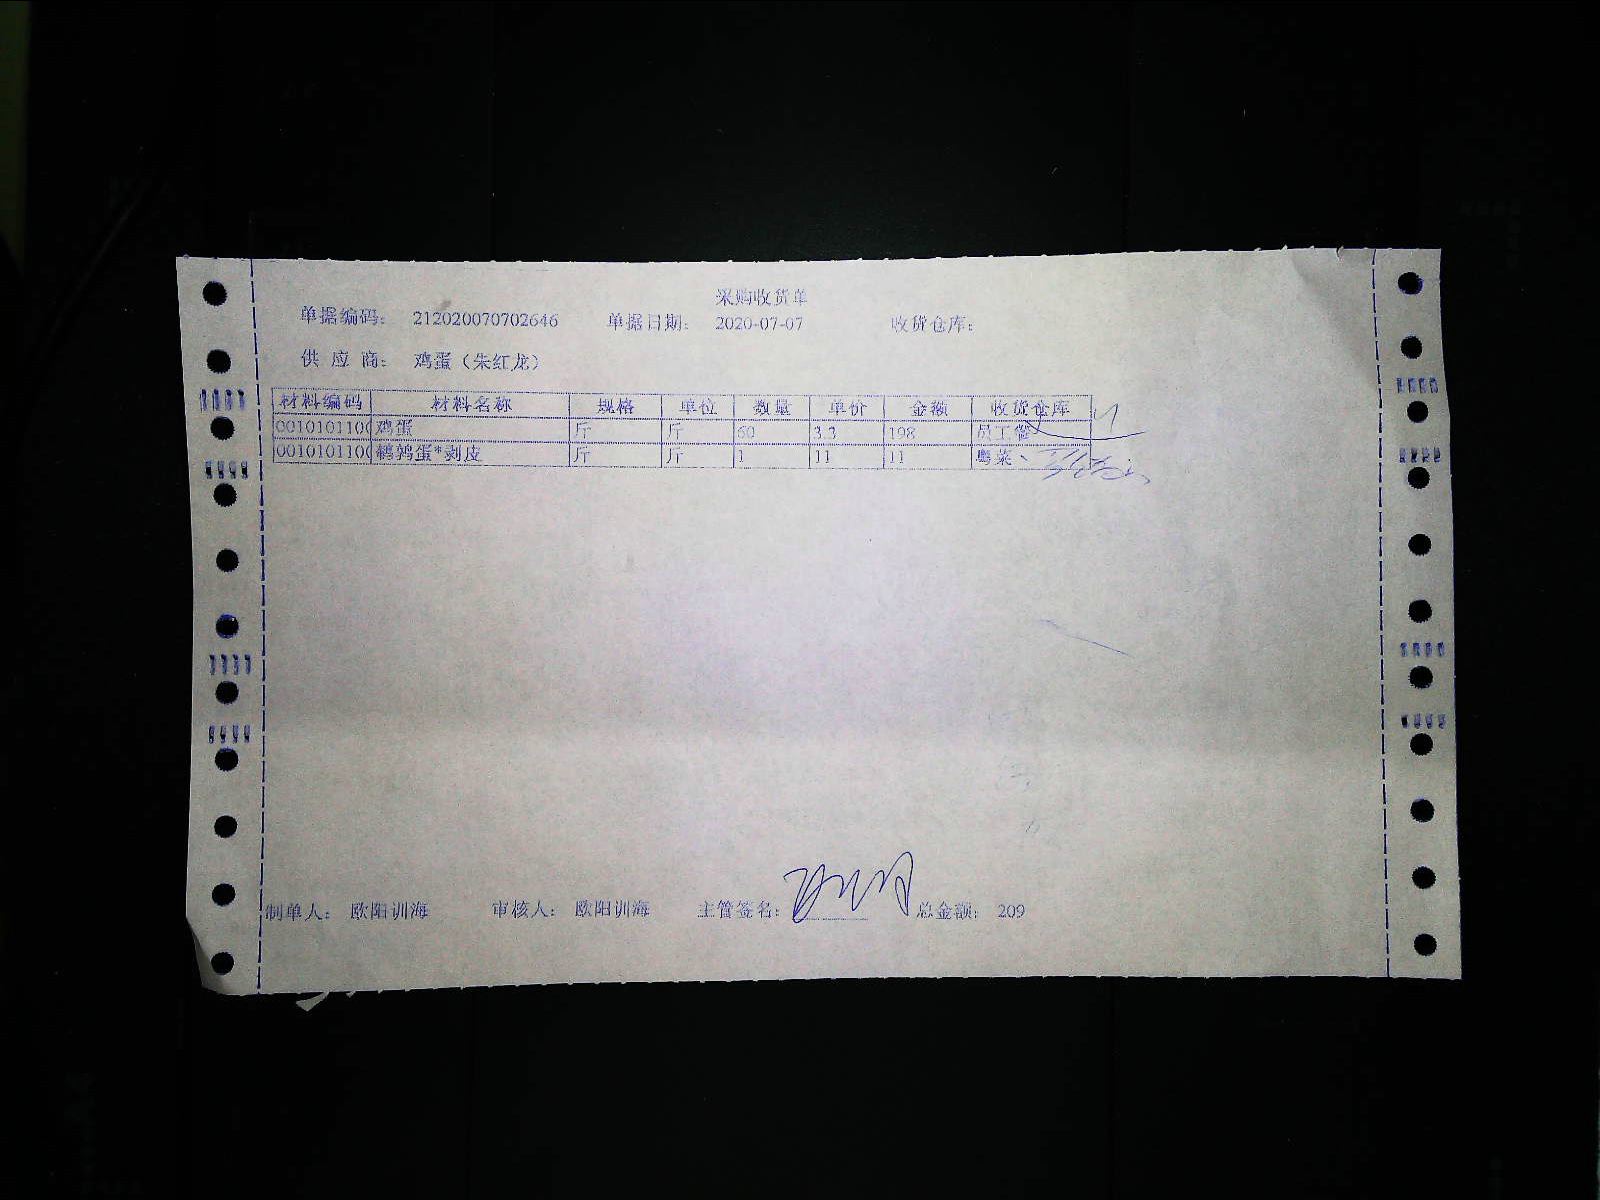 采购收货单
单据编码: 212020070702646 单据日期: 2020-07-07 收货仓库:
供 应 商: 鸡蛋（朱红龙）
材料编码 材料名称 规格 单位 数量 单价 金额 收货仓库
0010101100 鸡蛋 斤 斤 60 3.3 198 员工餐
0010101100 鹌鹑蛋*剥皮 斤 斤 1 11 11 粤菜、
制单人: 欧阳训海 审核人: 欧阳训海 主管签名: 总金额: 209